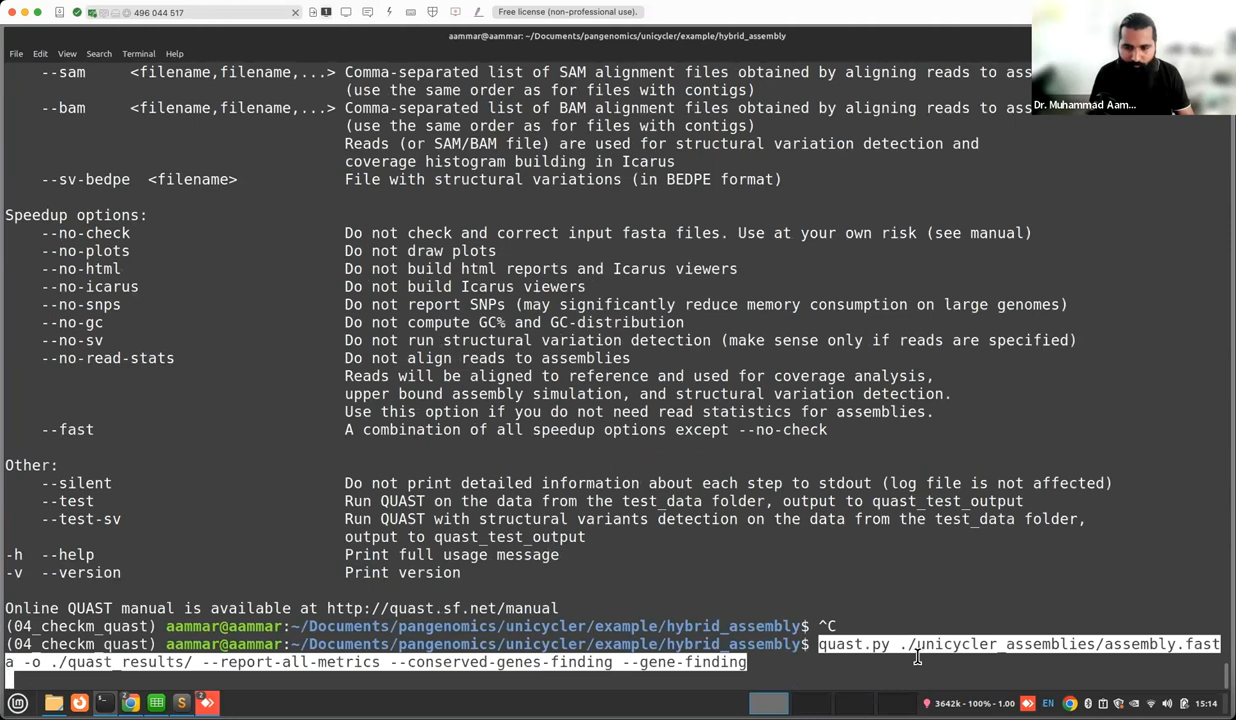 496 044 517
1
Free license (non-professional use).
aammar@aammar: ~/Documents/pangenomics/unicycler/example/hybrid_assembly
File Edit View Search Terminal Help
--sam <filename,filename,...> Comma-separated list of SAM alignment files obtained by aligning reads to ass
(use the same order as for files with contigs)
--bam <filename,filename,...> Comma-separated list of BAM alignment files obtained by aligning reads to ass
(use the same order as for files with contigs)
Reads (or SAM/BAM file) are used for structural variation detection and
coverage histogram building in Icarus
--sv-bedpe <filename> File with structural variations (in BEDPE format)
Speedup options:
--no-check Do not check and correct input fasta files. Use at your own risk (see manual)
--no-plots Do not draw plots
--no-html Do not build html reports and Icarus viewers
--no-icarus Do not build Icarus viewers
--no-snps Do not report SNPs (may significantly reduce memory consumption on large genomes)
--no-gc Do not compute GC% and GC-distribution
--no-sv Do not run structural variation detection (make sense only if reads are specified)
--no-read-stats Do not align reads to assemblies
Reads will be aligned to reference and used for coverage analysis,
upper bound assembly simulation, and structural variation detection.
Use this option if you do not need read statistics for assemblies.
--fast A combination of all speedup options except --no-check
Other:
--silent Do not print detailed information about each step to stdout (log file is not affected)
--test Run QUAST on the data from the test_data folder, output to quast_test_output
--test-sv Run QUAST with structural variants detection on the data from the test_data folder,
output to quast_test_output
-h --help Print full usage message
-v --version Print version
Online QUAST manual is available at http://quast.sf.net/manual
(04_checkm_quast) aammar@aammar:~/Documents/pangenomics/unicycler/example/hybrid_assembly$ ^C
(04_checkm_quast) aammar@aammar:~/Documents/pangenomics/unicycler/example/hybrid_assembly$ quast.py ./unicycler_assemblies/assembly.fast
a -o ./quast_results/ --report-all-metrics --conserved-genes-finding --gene-finding
Dr. Muhammad Aam...
2 2 3642k - 100% - 1.00 EN 15:14